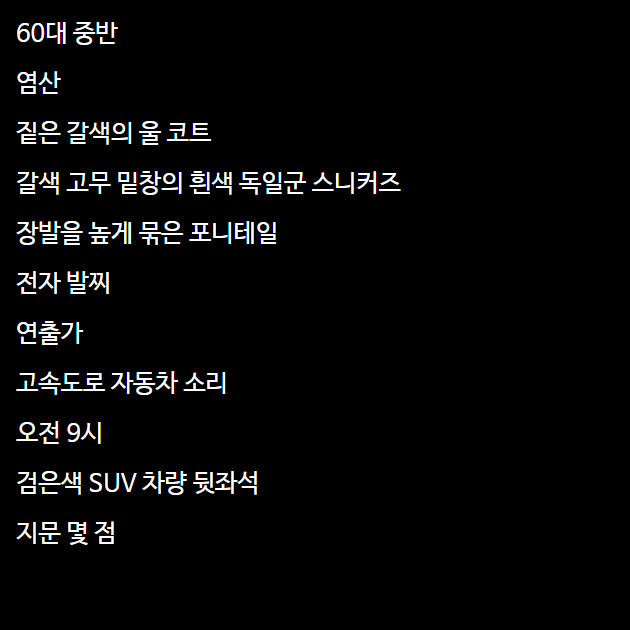 60대 중반
염산
짙은 갈색의 울 코트
갈색 고무 밑창의 흰색 독일군 스니커즈
장발을 높게 묶은 포니테일
전자 발찌
연출가
고속도로 자동차 소리
오전 9시
검은색 SUV 차량 뒷좌석
지문 몇 점